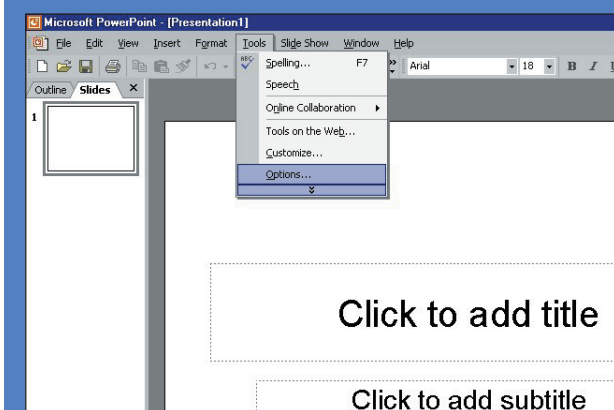 Microsoft PowerPoint - [Presentation1]
File Edit View Insert Format Tools Slide Show Window Help
Arial 18 B I U
Outline Slides ×
1
ABC Spelling... F7
Speech
Online Collaboration
Tools on the Web...
Customize...
Options...
Click to add title
Click to add subtitle